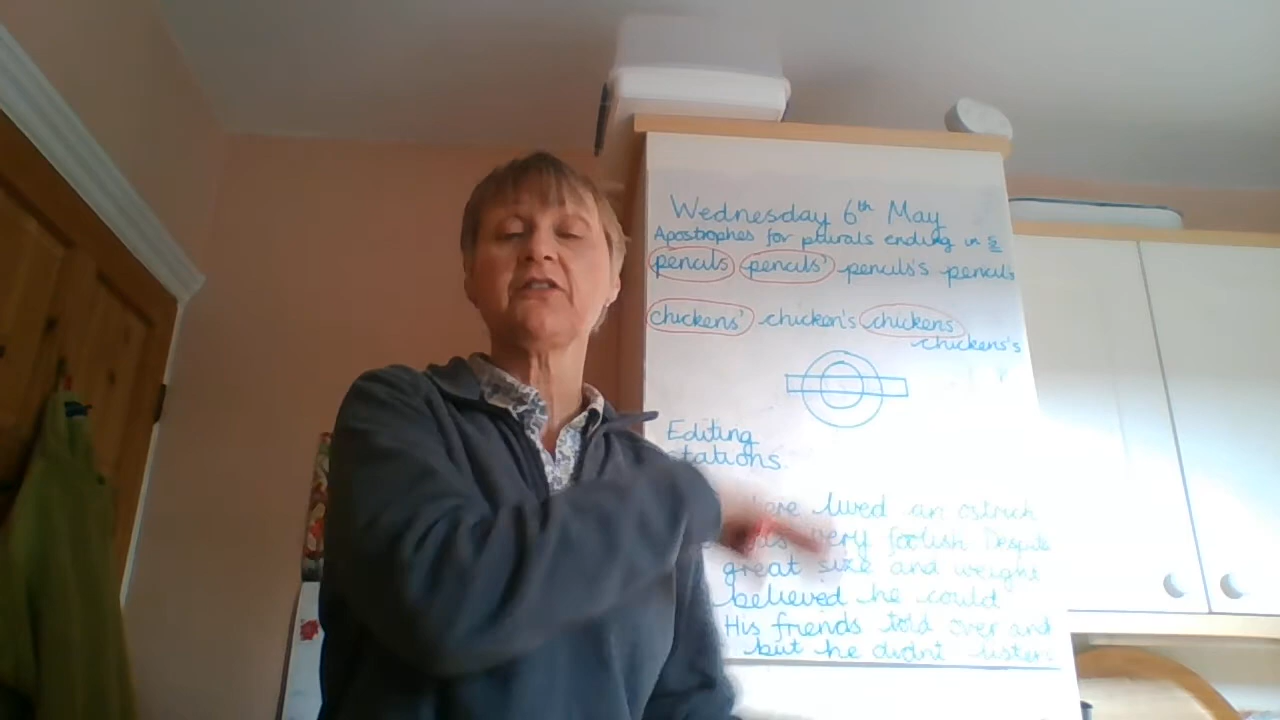 Wednesday 6th May
Apostrophes for plurals ending in s
pencils pencils' pencils's pencils
chickens' chicken's chickens
chickens's
Editing
stations
lived an ostrich
very foolish Despite
great size and weight
believed he could
His friends told over and
but he didnt listen